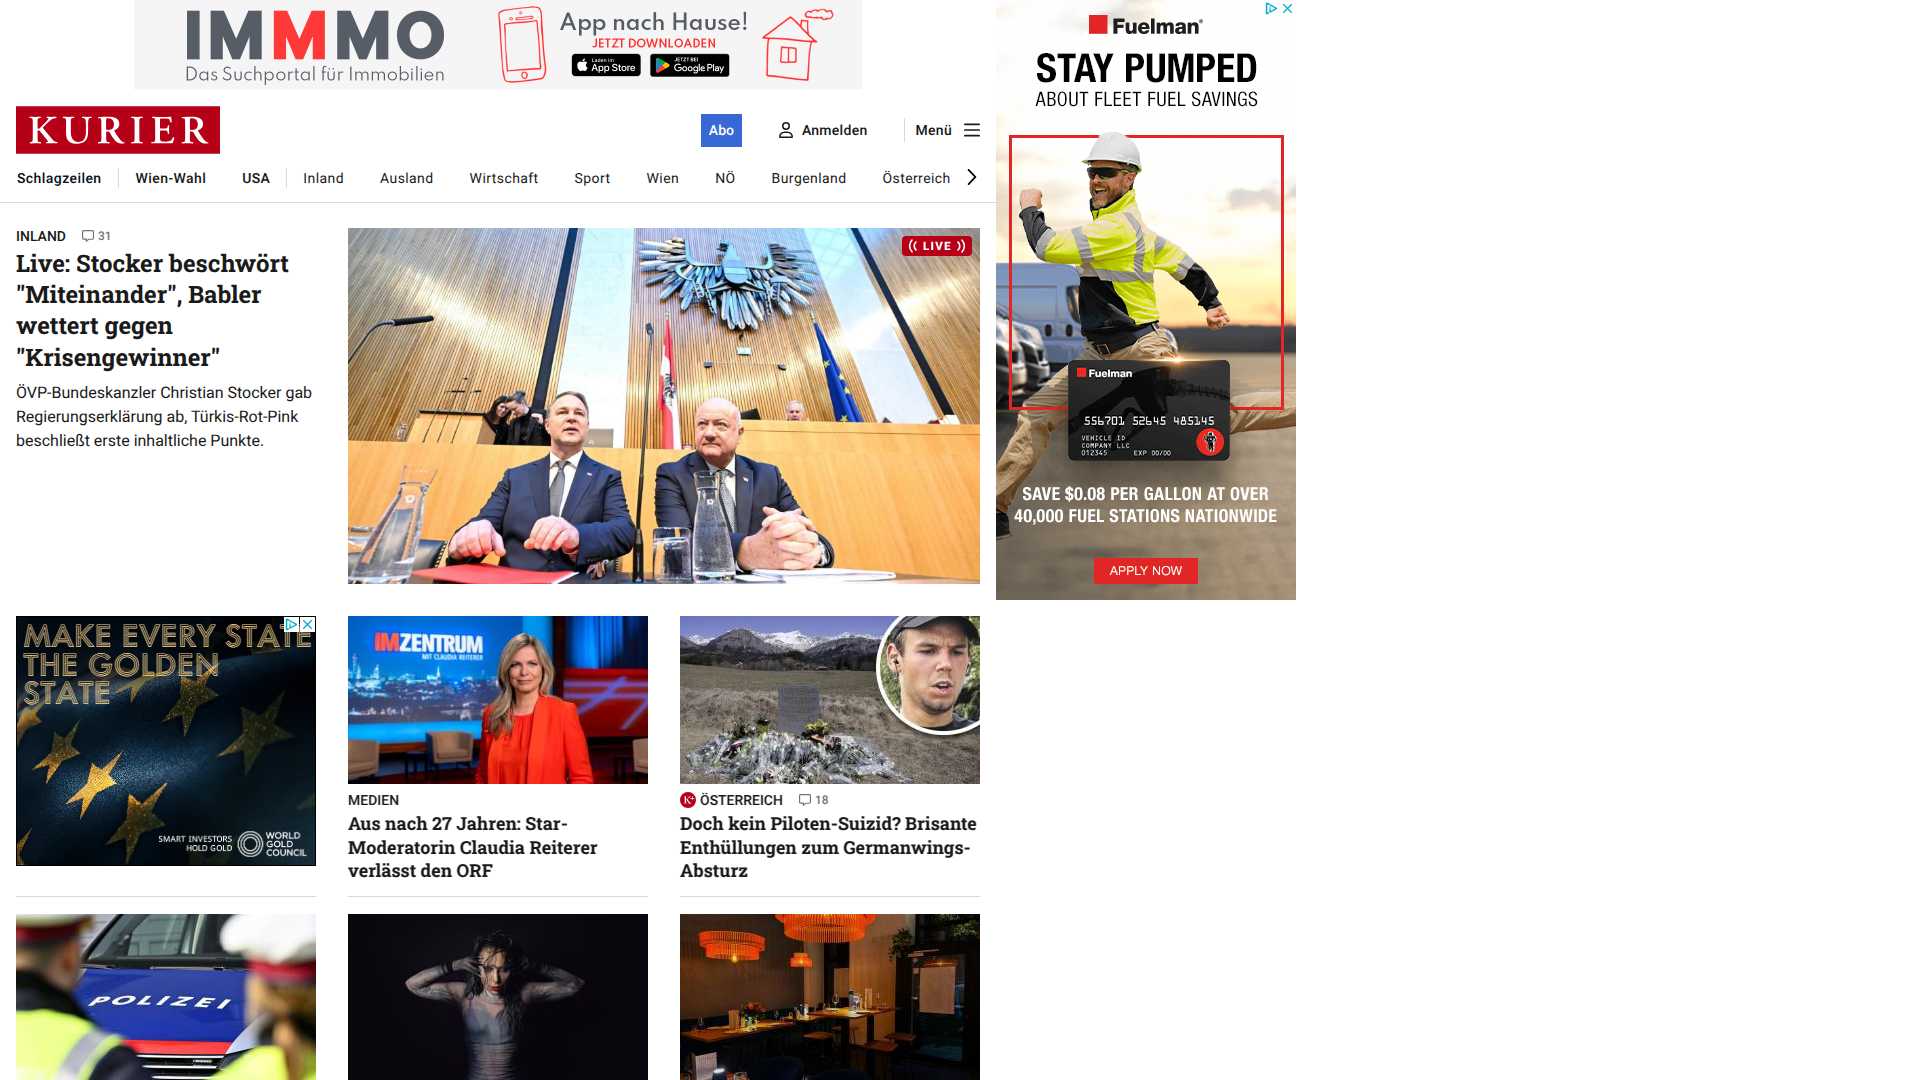 IMMMO
Das Suchportal für Immobilien
App nach Hause!
JETZT DOWNLOADEN
Laden im
App Store
JETZT BEI
Google Play
KURIER
Abo
Anmelden
Menü
Schlagzeilen
Wien-Wahl
USA
Inland
Ausland
Wirtschaft
Sport
Wien
NÖ
Burgenland
Österreich
INLAND
31
Live: Stocker beschwört
"Miteinander", Babler
wettert gegen
"Krisengewinner"
ÖVP-Bundeskanzler Christian Stocker gab
Regierungserklärung ab, Türkis-Rot-Pink
beschließt erste inhaltliche Punkte.
LIVE
Fuelman
STAY PUMPED
ABOUT FLEET FUEL SAVINGS
Fuelman
556701 52645 485145
VEHICLE ID
COMPANY LLC
012345 EXP 00/00
SAVE $0.08 PER GALLON AT OVER
40,000 FUEL STATIONS NATIONWIDE
APPLY NOW
MAKE EVERY STATE
THE GOLDEN
STATE
SMART INVESTORS
HOLD GOLD
WORLD
GOLD
COUNCIL
IMZENTRUM
MIT CLAUDIA REITERER
MEDIEN
Aus nach 27 Jahren: Star-
Moderatorin Claudia Reiterer
verlässt den ORF
K+
ÖSTERREICH
18
Doch kein Piloten-Suizid? Brisante
Enthüllungen zum Germanwings-
Absturz
POLIZEI